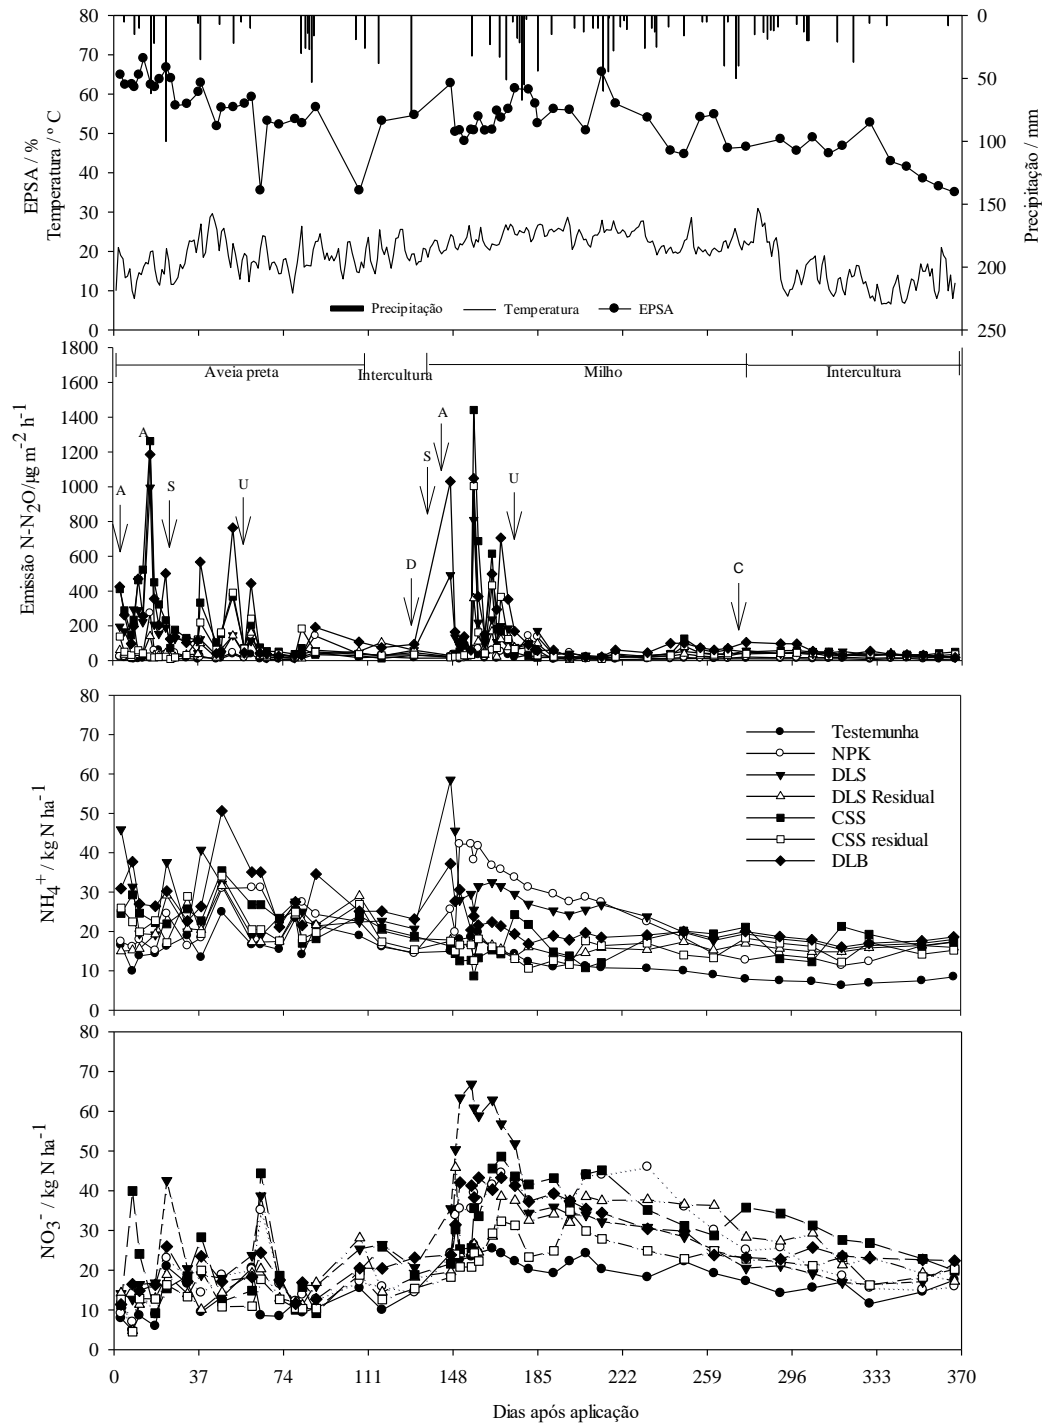 80
70
60
50
40
30
20
10
0
EPSA / %
Temperatura / º C
0
50
100
150
200
250
Precipitação / mm
Precipitação
Temperatura
EPSA
1800
1600
1400
1200
1000
800
600
400
200
0
Emissão N-N2O/µg m-2 h-1
Aveia preta
Intercultura
Milho
Intercultura
A
A
S
U
D
S
A
U
C
80
70
60
50
40
30
20
10
0
NH4+ / kg N ha-1
Testemunha
NPK
DLS
DLS Residual
CSS
CSS residual
DLB
80
70
60
50
40
30
20
10
0
NO3- / kg N ha-1
0 37 74 111 148 185 222 259 296 333 370
Dias após aplicação